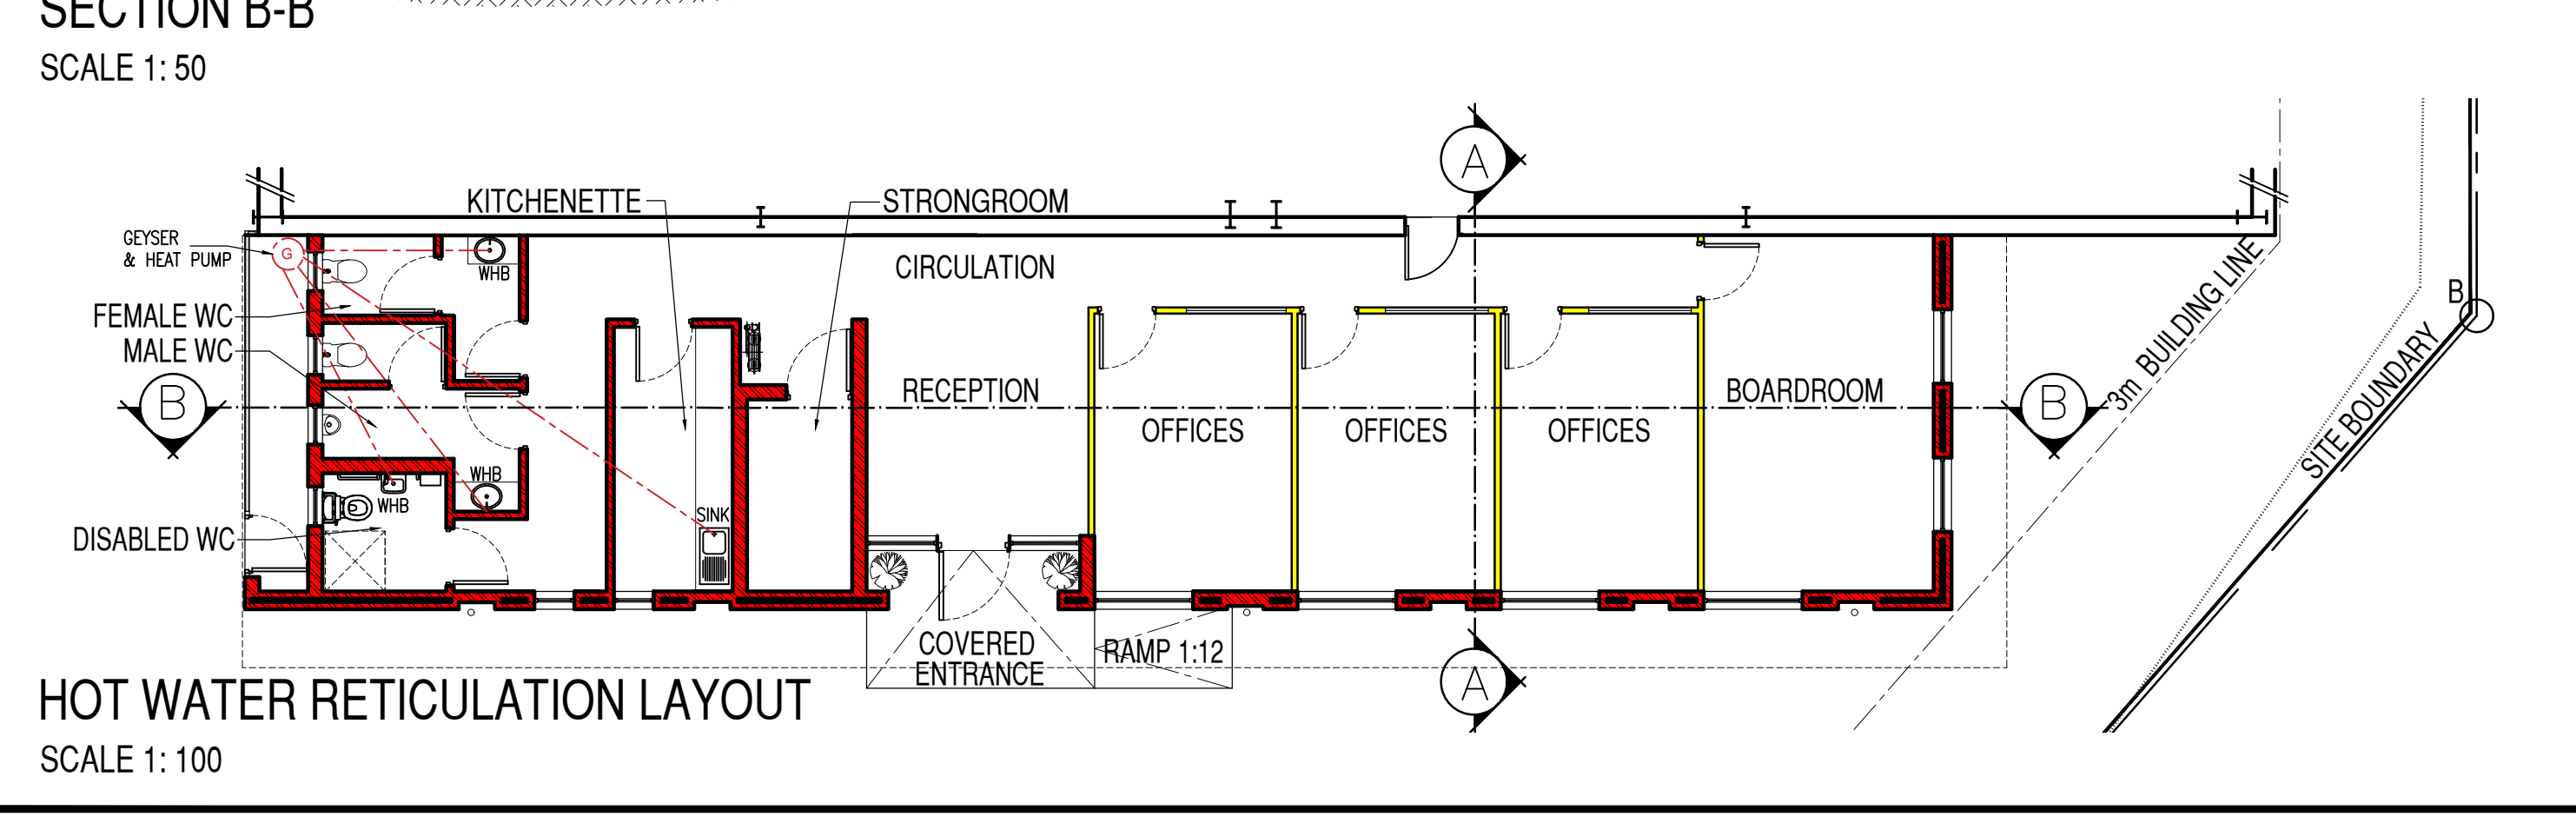 SECTION B-B
SCALE 1: 50
A
KITCHENETTE
STRONGROOM
GEYSER
& HEAT PUMP
G
WHB
CIRCULATION
FEMALE WC
MALE WC
B
RECEPTION
OFFICES
OFFICES
OFFICES
BOARDROOM
B
3m BUILDING LINE
SITE BOUNDARY
B
WHB
WHB
SINK
DISABLED WC
COVERED
ENTRANCE
RAMP 1:12
A
HOT WATER RETICULATION LAYOUT
SCALE 1: 100